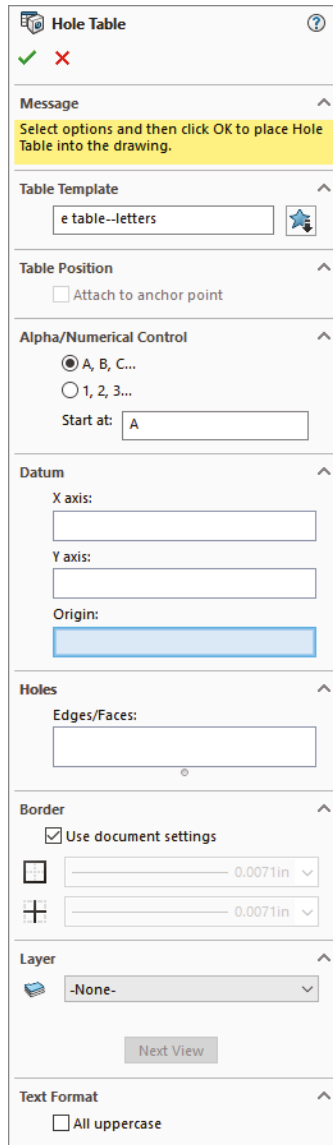 Hole Table
Message
Select options and then click OK to place Hole
Table into the drawing.
Table Template
e table--letters
Table Position
Attach to anchor point
Alpha/Numerical Control
A, B, C...
1, 2, 3...
Start at: A
Datum
X axis:
Y axis:
Origin:
Holes
Edges/Faces:
Border
Use document settings
0.0071in
0.0071in
Layer
-None-
Next View
Text Format
All uppercase